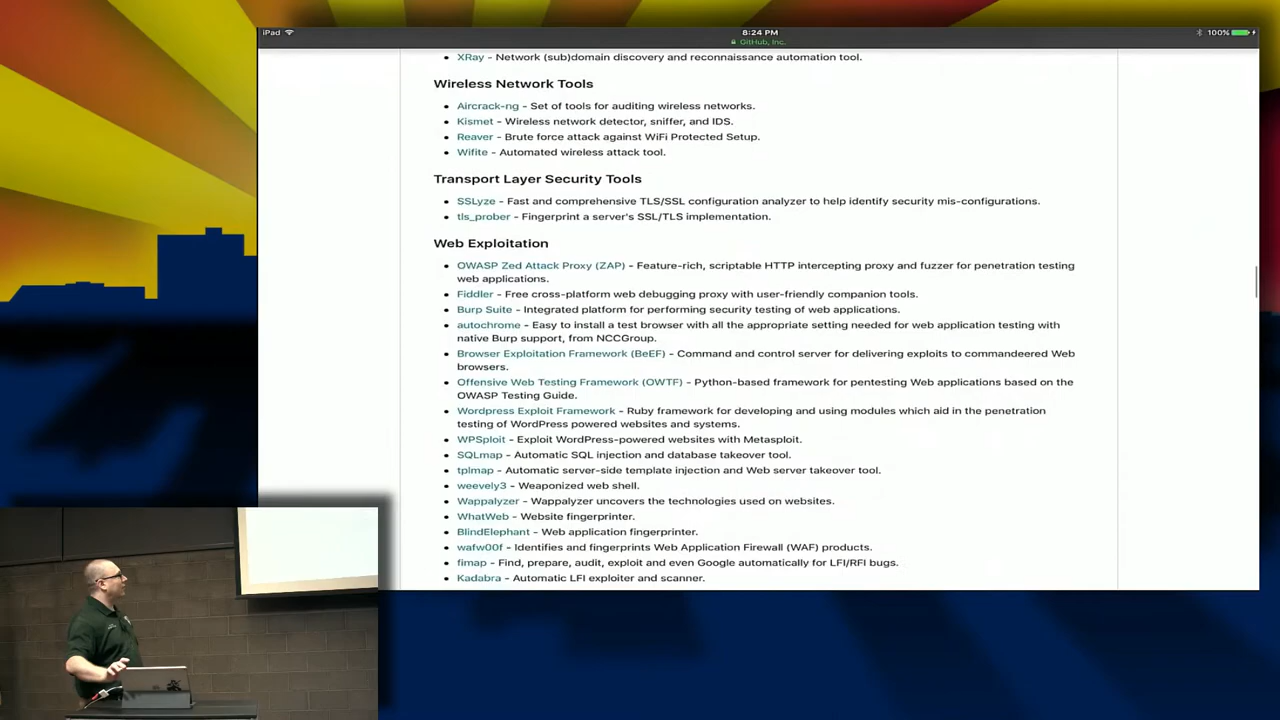 iPad
8:24 PM
100%
GitHub, Inc.
XRay - Network (sub)domain discovery and reconnaissance automation tool.
Wireless Network Tools
Aircrack-ng - Set of tools for auditing wireless networks.
Kismet - Wireless network detector, sniffer, and IDS.
Reaver - Brute force attack against WiFi Protected Setup.
Wifite - Automated wireless attack tool.
Transport Layer Security Tools
SSLyze - Fast and comprehensive TLS/SSL configuration analyzer to help identify security mis-configurations.
tls_prober - Fingerprint a server's SSL/TLS implementation.
Web Exploitation
OWASP Zed Attack Proxy (ZAP) - Feature-rich, scriptable HTTP intercepting proxy and fuzzer for penetration testing
web applications.
Fiddler - Free cross-platform web debugging proxy with user-friendly companion tools.
Burp Suite - Integrated platform for performing security testing of web applications.
autochrome - Easy to install a test browser with all the appropriate setting needed for web application testing with
native Burp support, from NCCGroup.
Browser Exploitation Framework (BeEF) - Command and control server for delivering exploits to commandeered Web
browsers.
Offensive Web Testing Framework (OWTF) - Python-based framework for pentesting Web applications based on the
OWASP Testing Guide.
Wordpress Exploit Framework - Ruby framework for developing and using modules which aid in the penetration
testing of WordPress powered websites and systems.
WPSploit - Exploit WordPress-powered websites with Metasploit.
SQLmap - Automatic SQL injection and database takeover tool.
tplmap - Automatic server-side template injection and Web server takeover tool.
weevely3 - Weaponized web shell.
Wappalyzer - Wappalyzer uncovers the technologies used on websites.
WhatWeb - Website fingerprinter.
BlindElephant - Web application fingerprinter.
wafw00f - Identifies and fingerprints Web Application Firewall (WAF) products.
fimap - Find, prepare, audit, exploit and even Google automatically for LFI/RFI bugs.
Kadabra - Automatic LFI exploiter and scanner.